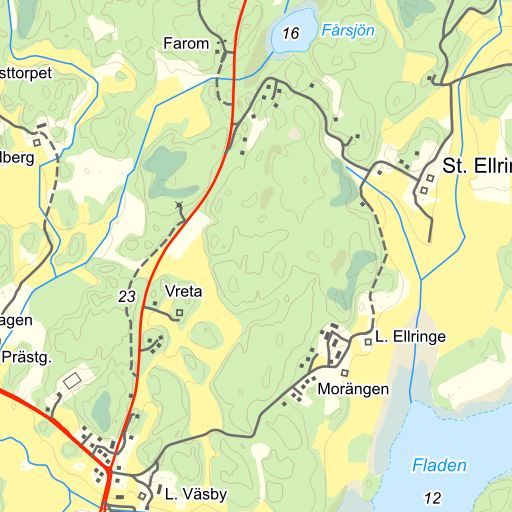 Farom
16
Fårsjön
sttorpet
lberg
St. Ellrin
23
Vreta
agen
Prästg.
L. Ellringe
Morängen
Fladen
12
L. Väsby